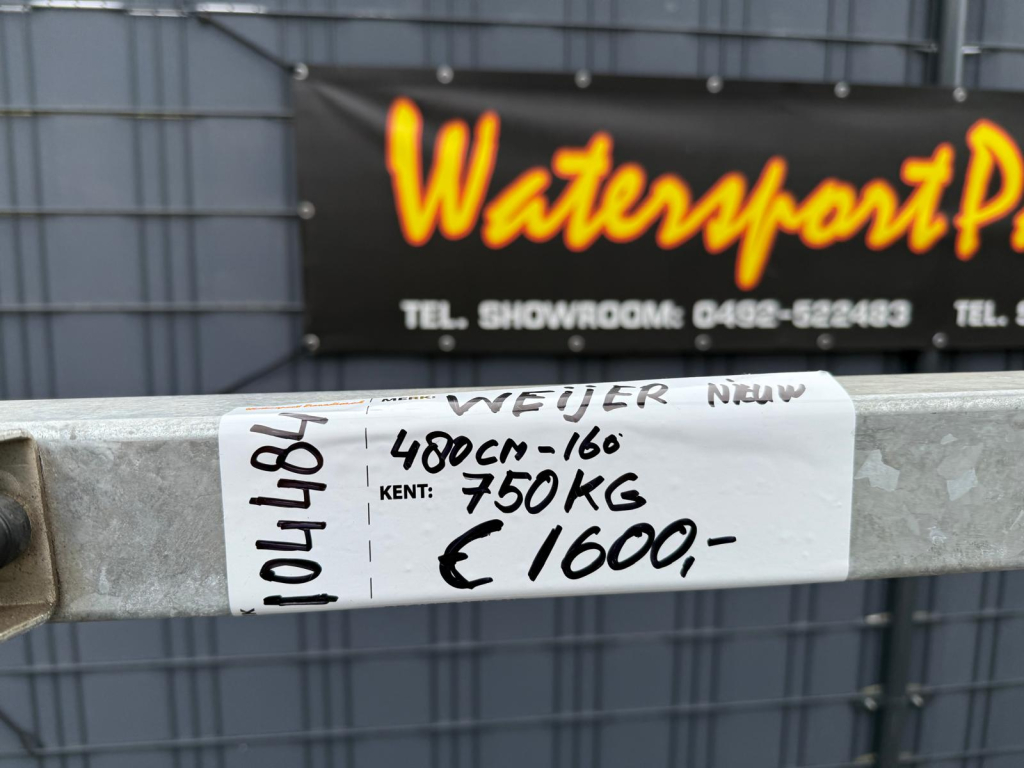 Watersport
TEL. SHOWROOM: 0492-522483
TEL.
MERK: WEIJER NIEUW
480CM-160
KENT: 750KG
€ 1600,-
104484